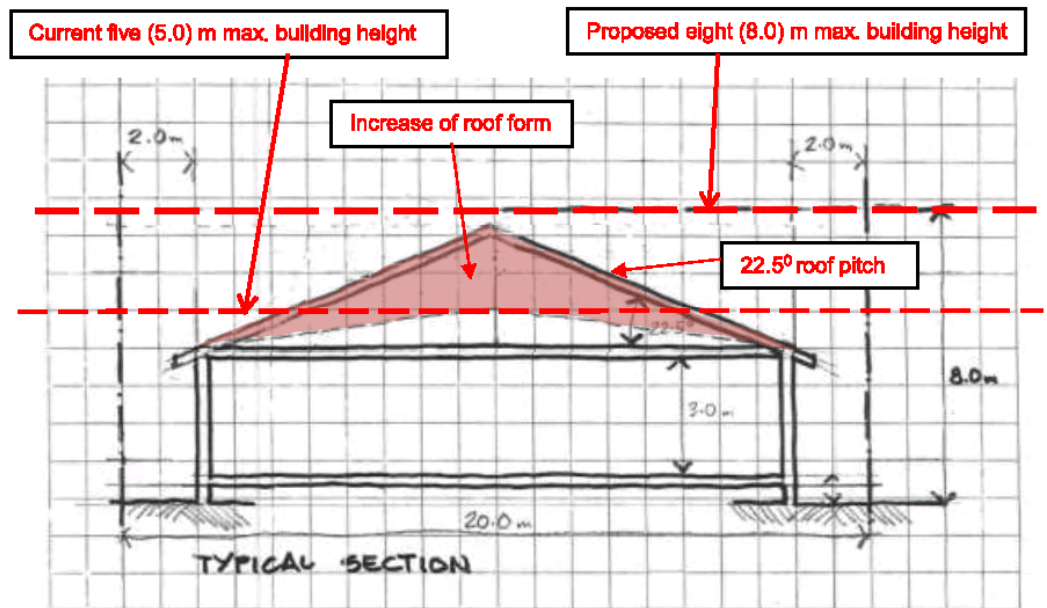 Current five (5.0) m max. building height
Proposed eight (8.0) m max. building height
Increase of roof form
2.0m
2.0m
22.5⁰ roof pitch
22.5°
8.0m
3.0m
20.0m
TYPICAL SECTION